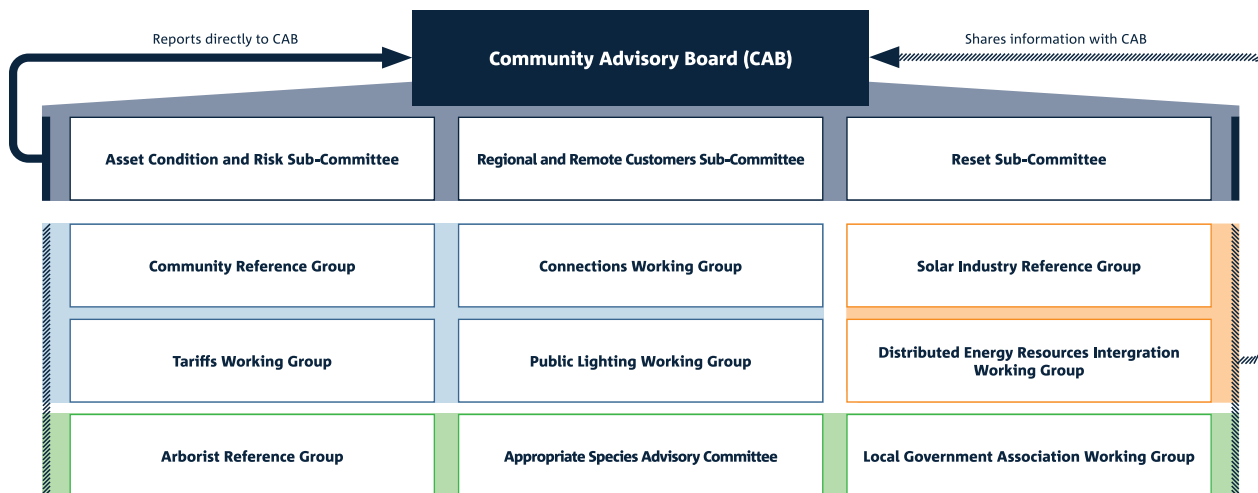 Reports directly to CAB
Community Advisory Board (CAB)
Shares information with CAB
Asset Condition and Risk Sub-Committee
Regional and Remote Customers Sub-Committee
Reset Sub-Committee
Community Reference Group
Connections Working Group
Solar Industry Reference Group
Tariffs Working Group
Public Lighting Working Group
Distributed Energy Resources Intergration
Working Group
Arborist Reference Group
Appropriate Species Advisory Committee
Local Government Association Working Group